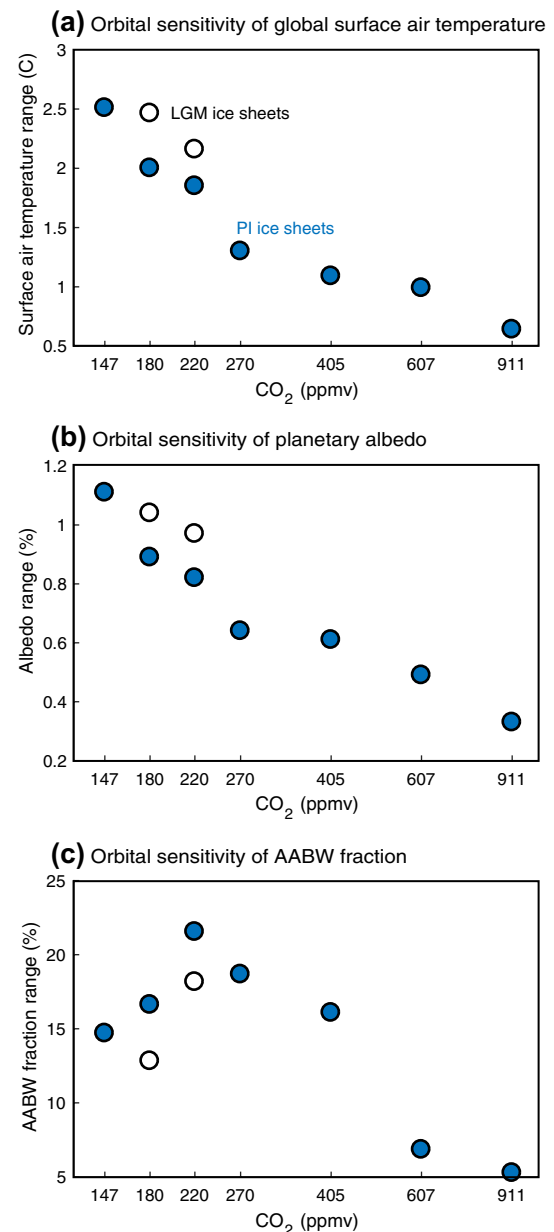 (a) Orbital sensitivity of global surface air temperature
3
2.5
2
1.5
1
0.5
Surface air temperature range (C)
LGM ice sheets
PI ice sheets
147 180 220 270 405 607 911
CO2 (ppmv)
(b) Orbital sensitivity of planetary albedo
1.2
1
0.8
0.6
0.4
0.2
Albedo range (%)
147 180 220 270 405 607 911
CO2 (ppmv)
(c) Orbital sensitivity of AABW fraction
25
20
15
10
5
AABW fraction range (%)
147 180 220 270 405 607 911
CO2 (ppmv)